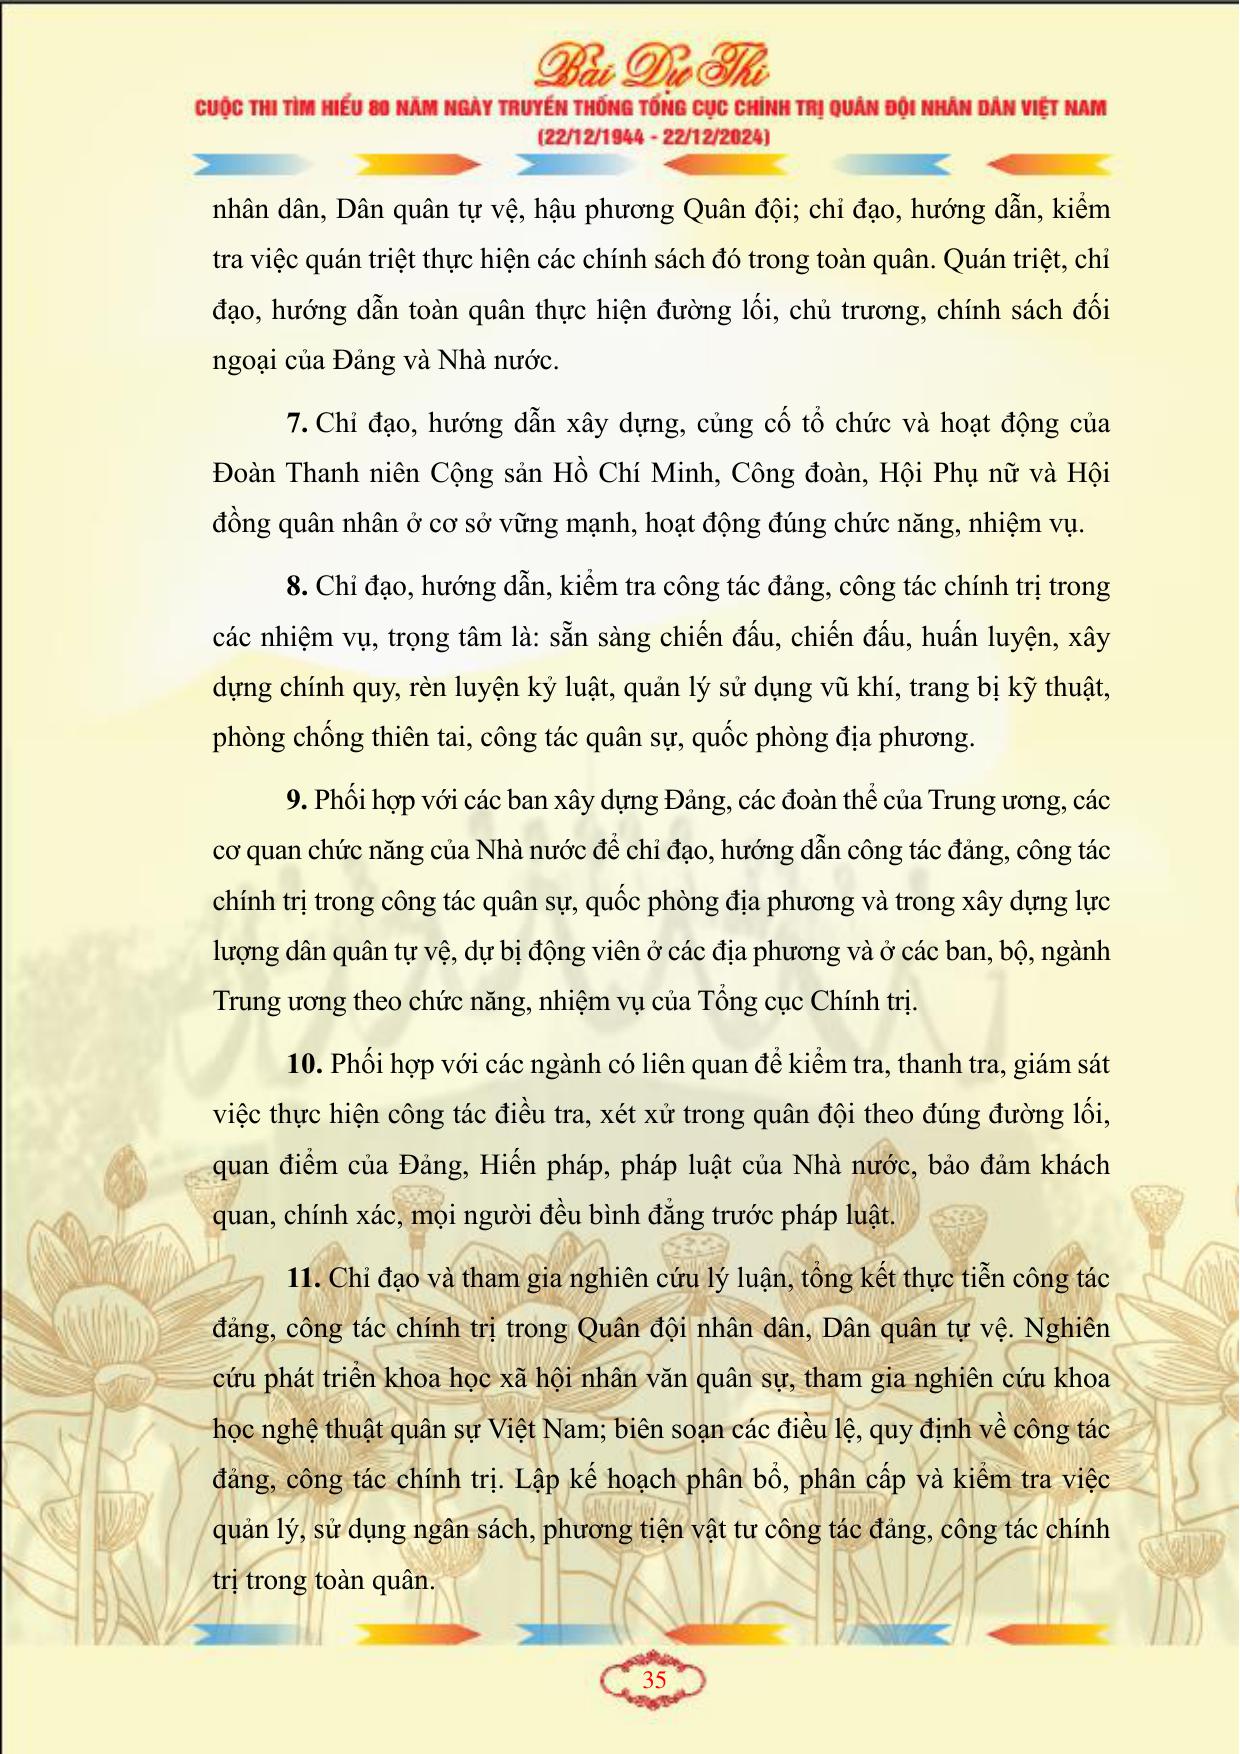 Bài Dự Thi
CUỘC THI TÌM HIỂU 80 NĂM NGÀY TRUYỀN THỐNG TỔNG CỤC CHÍNH TRỊ QUÂN ĐỘI NHÂN DÂN VIỆT NAM
(22/12/1944 - 22/12/2024)
nhân dân, Dân quân tự vệ, hậu phương Quân đội; chỉ đạo, hướng dẫn, kiểm
tra việc quán triệt thực hiện các chính sách đó trong toàn quân. Quán triệt, chỉ
đạo, hướng dẫn toàn quân thực hiện đường lối, chủ trương, chính sách đối
ngoại của Đảng và Nhà nước.
7. Chỉ đạo, hướng dẫn xây dựng, củng cố tổ chức và hoạt động của
Đoàn Thanh niên Cộng sản Hồ Chí Minh, Công đoàn, Hội Phụ nữ và Hội
đồng quân nhân ở cơ sở vững mạnh, hoạt động đúng chức năng, nhiệm vụ.
8. Chỉ đạo, hướng dẫn, kiểm tra công tác đảng, công tác chính trị trong
các nhiệm vụ, trọng tâm là: sẵn sàng chiến đấu, chiến đấu, huấn luyện, xây
dựng chính quy, rèn luyện kỷ luật, quản lý sử dụng vũ khí, trang bị kỹ thuật,
phòng chống thiên tai, công tác quân sự, quốc phòng địa phương.
9. Phối hợp với các ban xây dựng Đảng, các đoàn thể của Trung ương, các
cơ quan chức năng của Nhà nước để chỉ đạo, hướng dẫn công tác đảng, công tác
chính trị trong công tác quân sự, quốc phòng địa phương và trong xây dựng lực
lượng dân quân tự vệ, dự bị động viên ở các địa phương và ở các ban, bộ, ngành
Trung ương theo chức năng, nhiệm vụ của Tổng cục Chính trị.
10. Phối hợp với các ngành có liên quan để kiểm tra, thanh tra, giám sát
việc thực hiện công tác điều tra, xét xử trong quân đội theo đúng đường lối,
quan điểm của Đảng, Hiến pháp, pháp luật của Nhà nước, bảo đảm khách
quan, chính xác, mọi người đều bình đẳng trước pháp luật.
11. Chỉ đạo và tham gia nghiên cứu lý luận, tổng kết thực tiễn công tác
đảng, công tác chính trị trong Quân đội nhân dân, Dân quân tự vệ. Nghiên
cứu phát triển khoa học xã hội nhân văn quân sự, tham gia nghiên cứu khoa
học nghệ thuật quân sự Việt Nam; biên soạn các điều lệ, quy định về công tác
đảng, công tác chính trị. Lập kế hoạch phân bổ, phân cấp và kiểm tra việc
quản lý, sử dụng ngân sách, phương tiện vật tư công tác đảng, công tác chính
trị trong toàn quân.
35